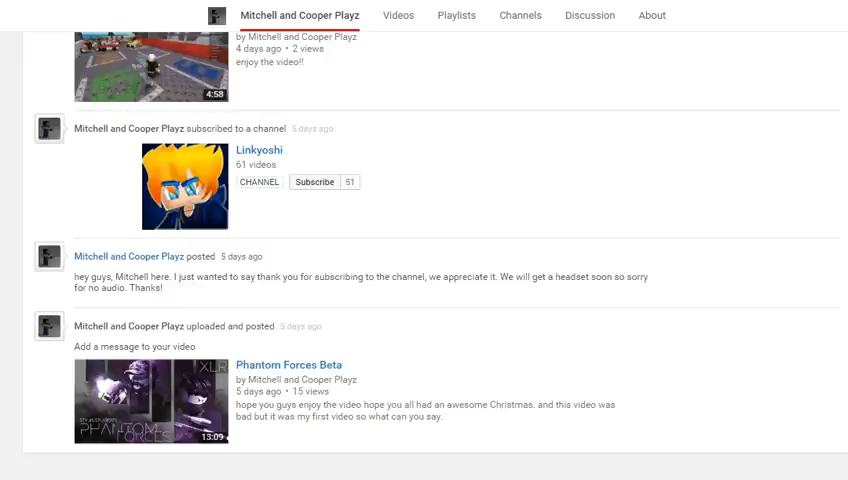 Mitchell and Cooper Playz Videos Playlists Channels Discussion About
by Mitchell and Cooper Playz
4 days ago • 2 views
enjoy the video!!
4:58
Mitchell and Cooper Playz subscribed to a channel 5 days ago
Linkyoshi
61 videos
CHANNEL Subscribe 51
Mitchell and Cooper Playz posted 5 days ago
hey guys, Mitchell here. I just wanted to say thank you for subscribing to the channel, we appreciate it. We will get a headset soon so sorry
for no audio. Thanks!
Mitchell and Cooper Playz uploaded and posted 5 days ago
Add a message to your video
Phantom Forces Beta
by Mitchell and Cooper Playz
5 days ago • 15 views
hope you guys enjoy the video hope you all had an awesome Christmas. and this video was
bad but it was my first video so what can you say.
XLR
PHANTOM
FORCES
13:09